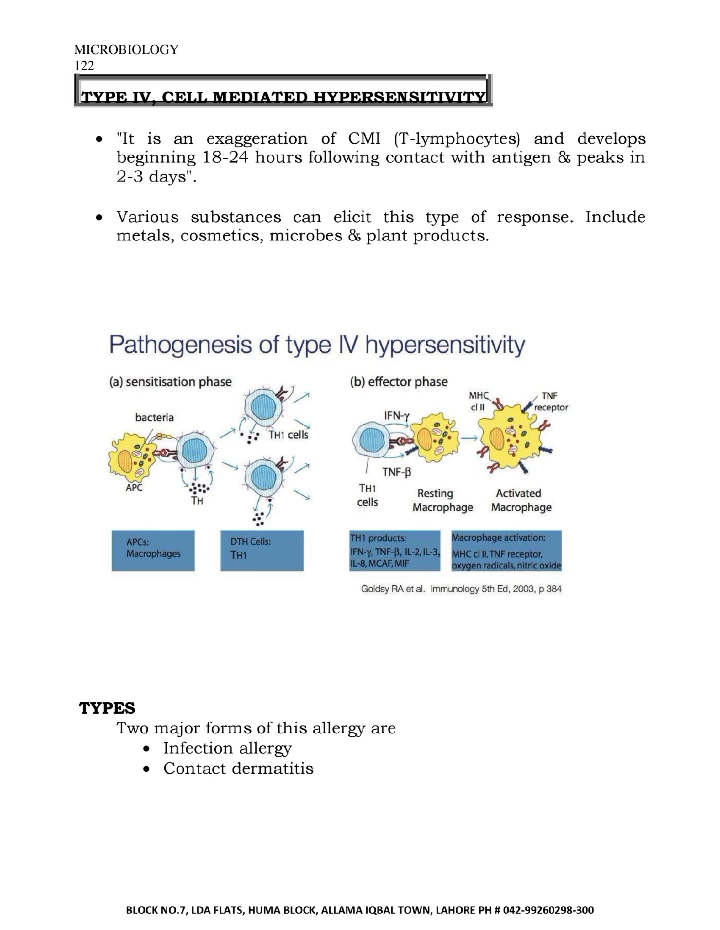 MICROBIOLOGY
122
TYPE IV, CELL MEDIATED HYPERSENSITIVITY
• "It is an exaggeration of CMI (T-lymphocytes) and develops
beginning 18-24 hours following contact with antigen & peaks in
2-3 days".
• Various substances can elicit this type of response. Include
metals, cosmetics, microbes & plant products.
Pathogenesis of type IV hypersensitivity
(a) sensitisation phase
bacteria
APC
TH
TH1 cells
APCs:
Macrophages
DTH Cells:
TH1
(b) effector phase
IFN-γ
TNF-β
MHC
cl II
TNF
receptor
TH1
cells
Resting
Macrophage
Activated
Macrophage
TH1 products:
IFN-γ, TNF-β, IL-2, IL-3,
IL-8, MCAF, MIF
Macrophage activation:
MHC cl II, TNF receptor,
oxygen radicals, nitric oxide
Goldsy RA et al. Immunology 5th Ed, 2003, p 384
TYPES
Two major forms of this allergy are
• Infection allergy
• Contact dermatitis
BLOCK NO.7, LDA FLATS, HUMA BLOCK, ALLAMA IQBAL TOWN, LAHORE PH # 042-99260298-300